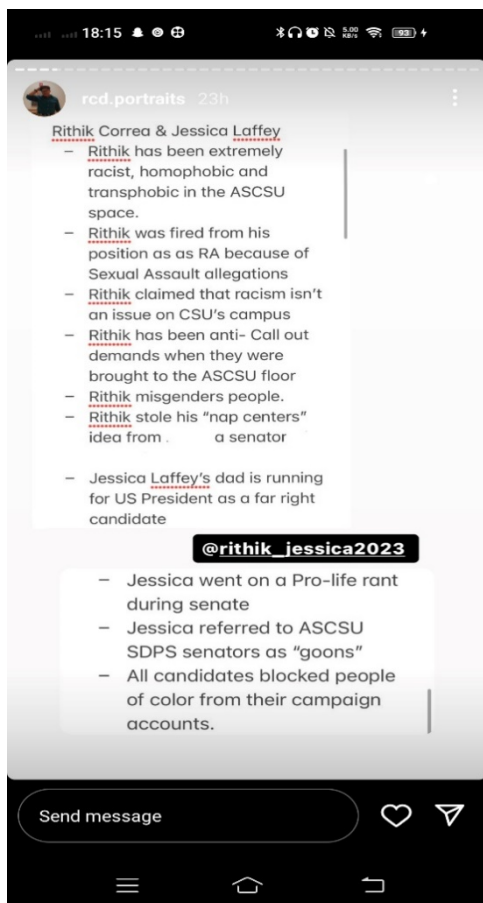 18:15
5.00
KB/s
93
rcd.portraits 23h
Rithik Correa & Jessica Laffey
– Rithik has been extremely
racist, homophobic and
transphobic in the ASCSU
space.
– Rithik was fired from his
position as as RA because of
Sexual Assault allegations
– Rithik claimed that racism isn't
an issue on CSU's campus
– Rithik has been anti- Call out
demands when they were
brought to the ASCSU floor
– Rithik misgenders people.
– Rithik stole his "nap centers"
idea from . a senator
– Jessica Laffey's dad is running
for US President as a far right
candidate
@rithik_jessica2023
– Jessica went on a Pro-life rant
during senate
– Jessica referred to ASCSU
SDPS senators as "goons"
– All candidates blocked people
of color from their campaign
accounts.
Send message